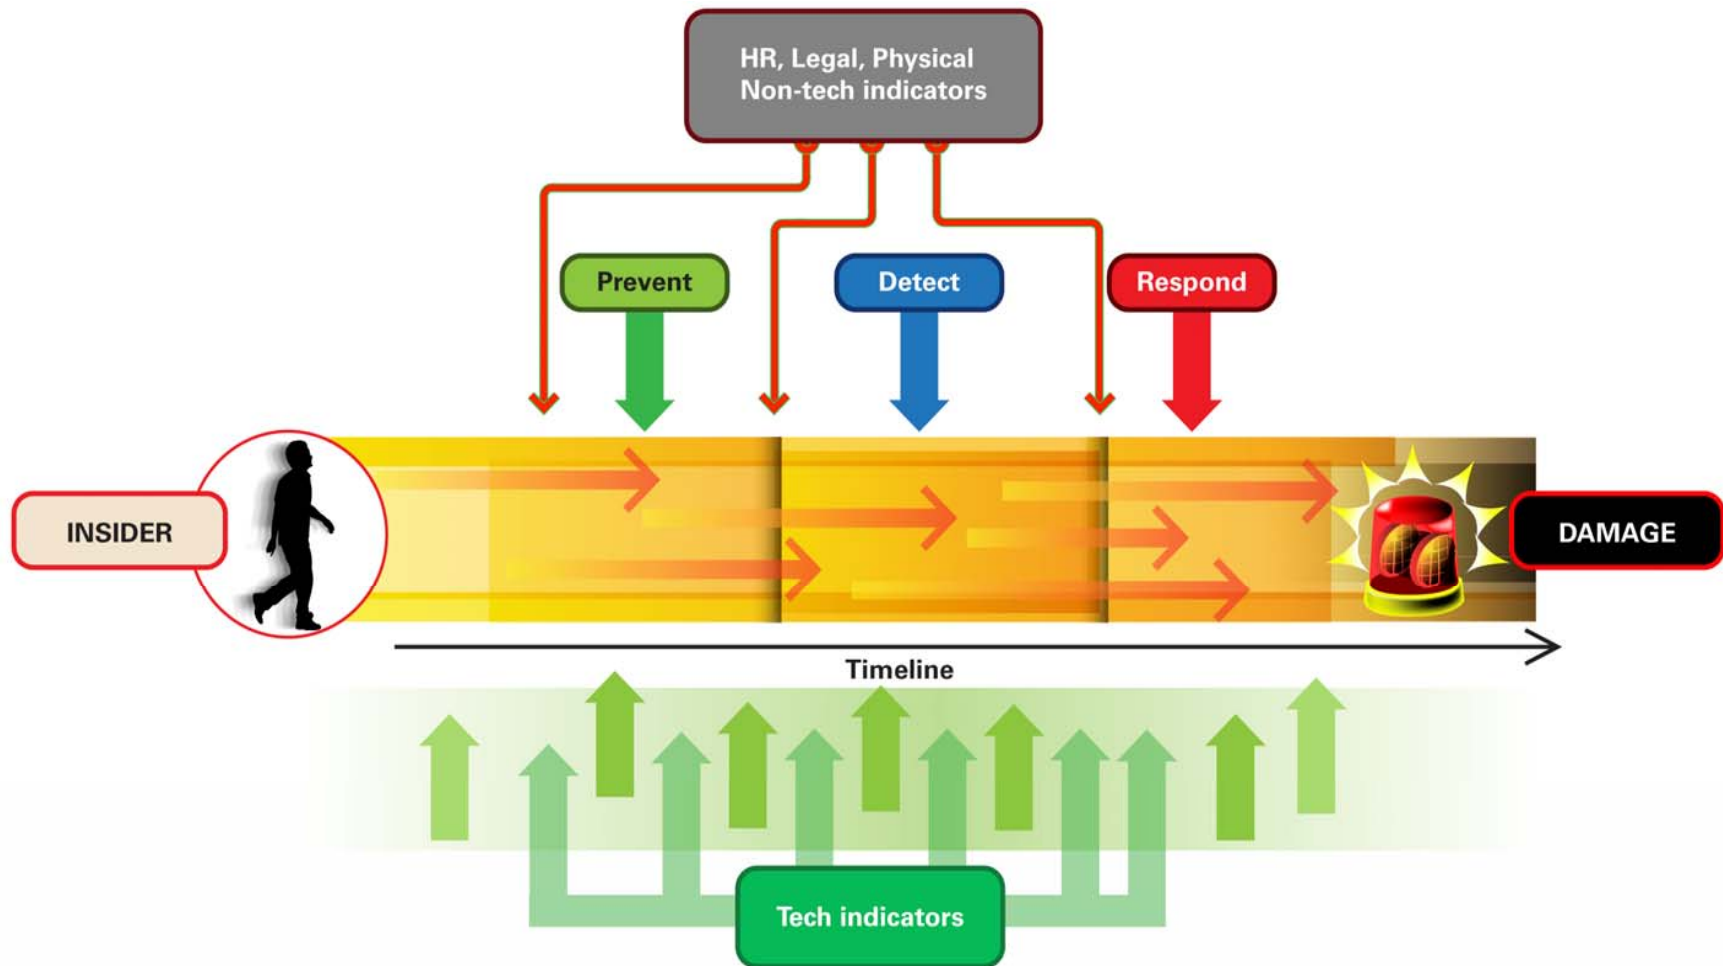 HR, Legal, Physical
Non-tech indicators
Prevent
Detect
Respond
INSIDER
DAMAGE
Timeline
Tech indicators